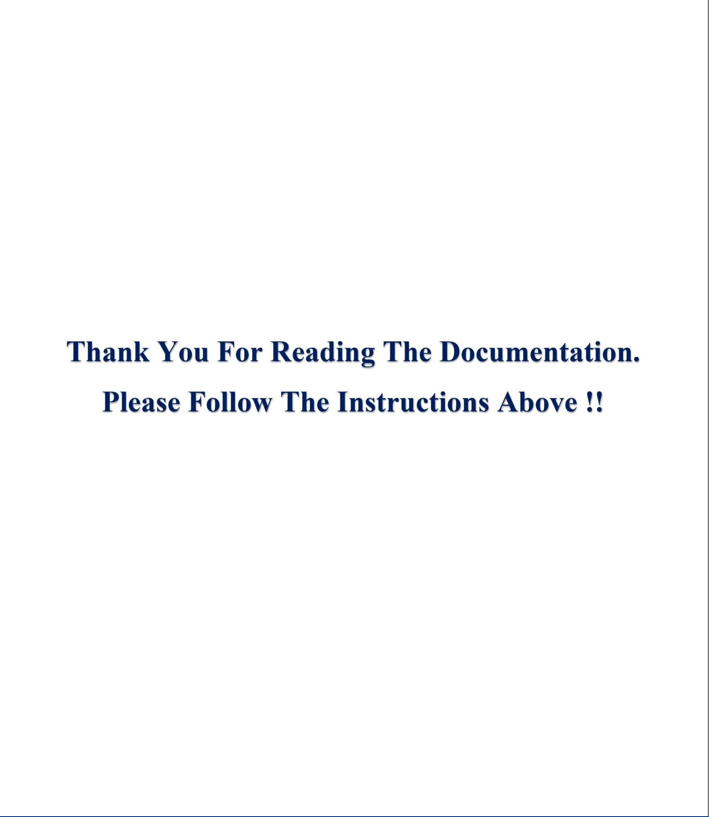 Thank You For Reading The Documentation.
Please Follow The Instructions Above !!